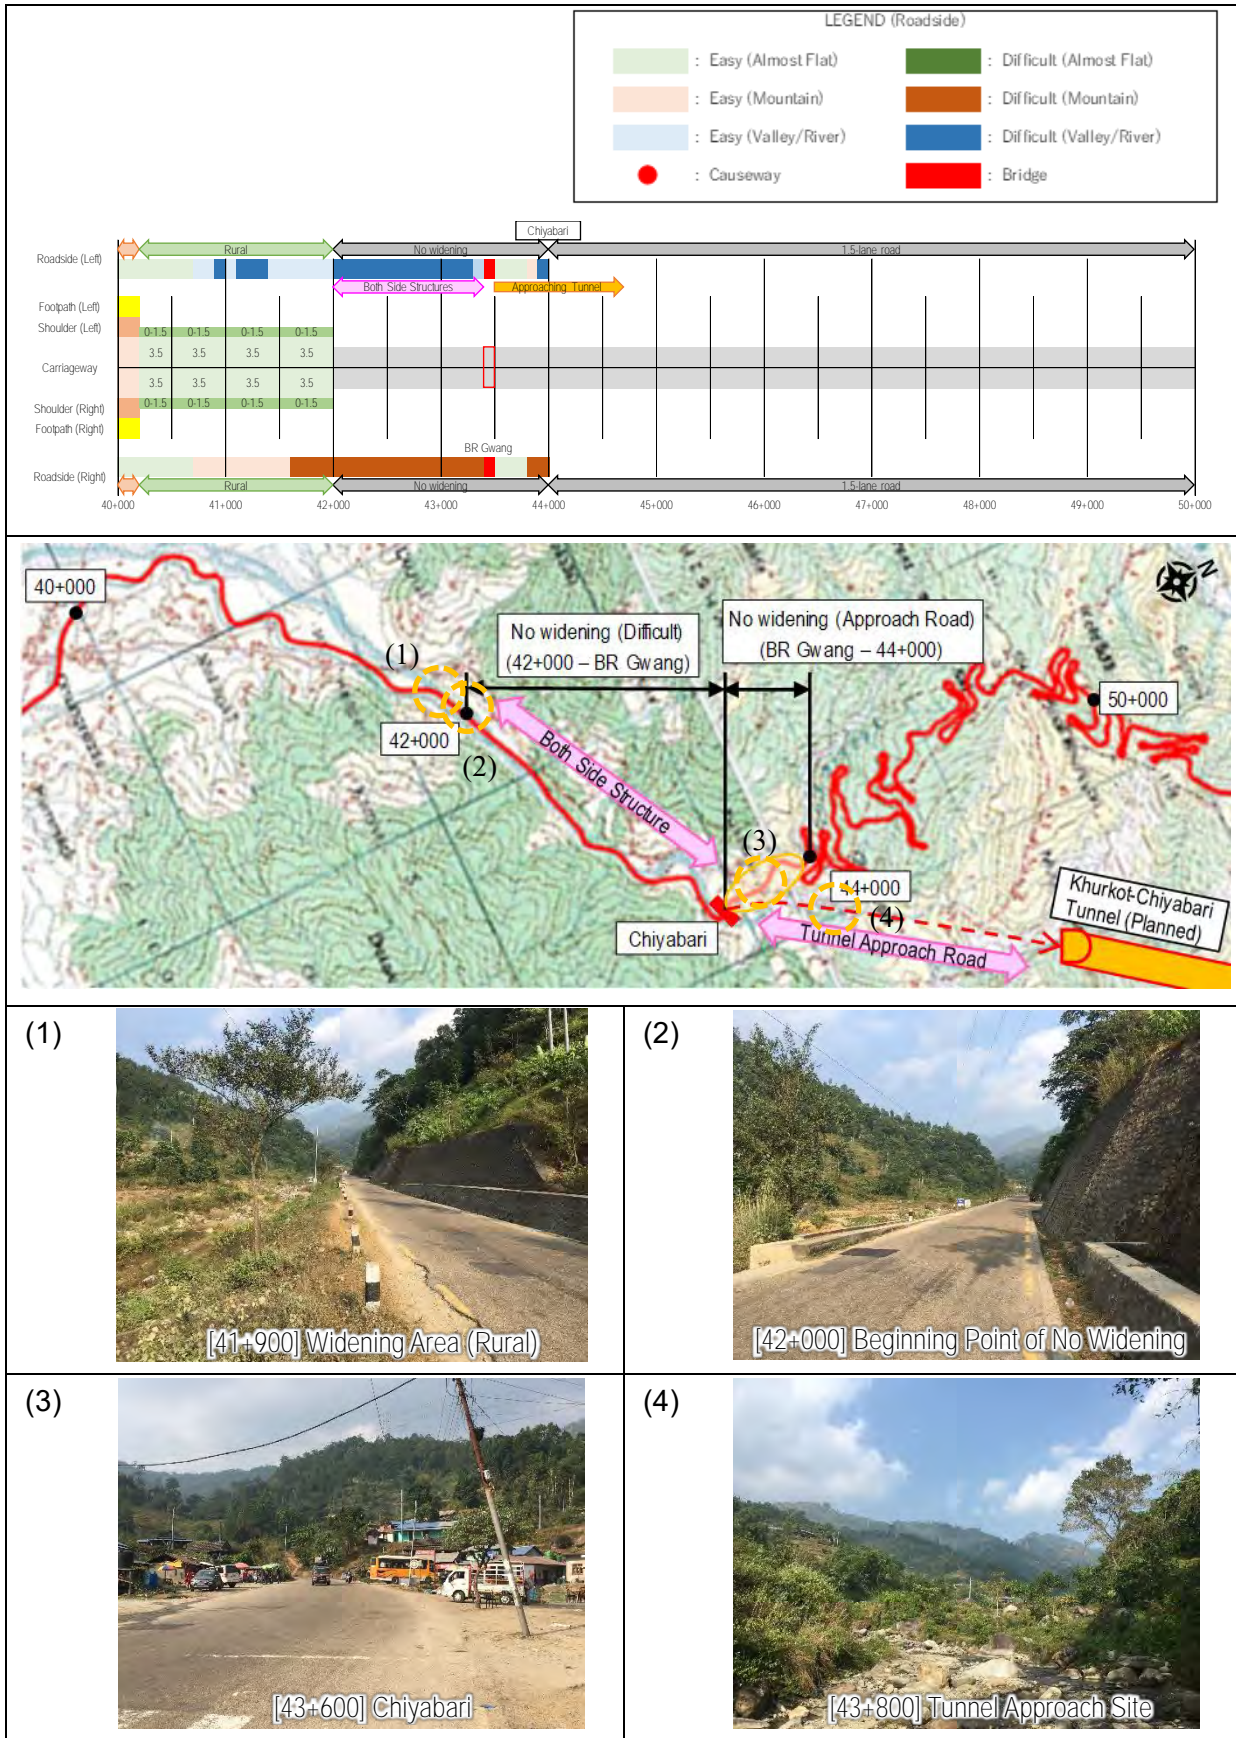 LEGEND (Roadside)
: Easy (Almost Flat)
: Difficult (Almost Flat)
: Easy (Mountain)
: Difficult (Mountain)
: Easy (Valley/River)
: Difficult (Valley/River)
: Causeway
: Bridge
Chiyabari
Rural
No widening
1.5-lane road
Roadside (Left)
Both Side Structures
Approaching Tunnel
Footpath (Left)
Shoulder (Left)
0-1.5 0-1.5 0-1.5 0-1.5
3.5 3.5 3.5 3.5
Carriageway
3.5 3.5 3.5 3.5
0-1.5 0-1.5 0-1.5 0-1.5
Shoulder (Right)
Footpath (Right)
BR Gwang
Roadside (Right)
Rural
No widening
1.5-lane road
40+000 41+000 42+000 43+000 44+000 45+000 46+000 47+000 48+000 49+000 50+000
40+000
N
No widening (Difficult)
(42+000 – BR Gwang)
No widening (Approach Road)
(BR Gwang – 44+000)
(1)
50+000
42+000
(2)
Both Side Structure
(3)
44+000
(4)
Khurkot-Chiyabari
Tunnel (Planned)
Chiyabari
Tunnel Approach Road
(1)
[41+900] Widening Area (Rural)
(2)
[42+000] Beginning Point of No Widening
(3)
[43+600] Chiyabari
(4)
[43+800] Tunnel Approach Site